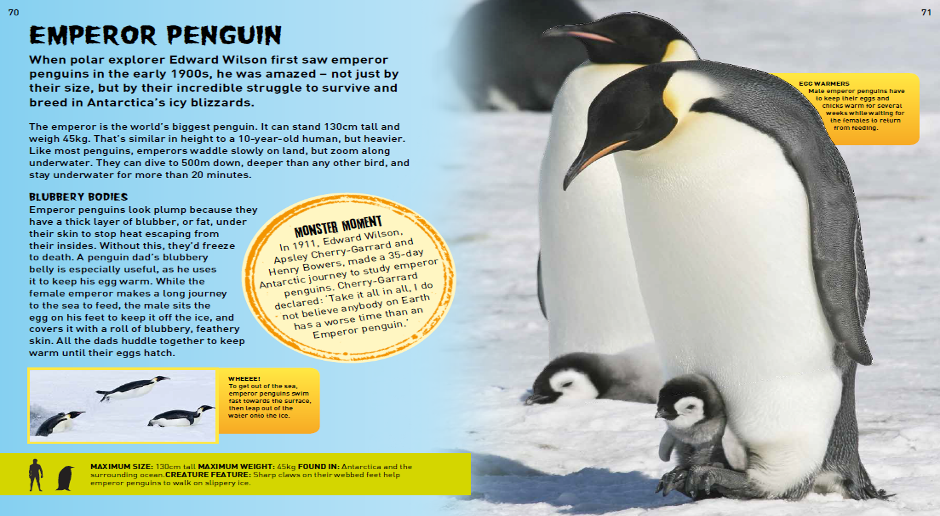 70
EMPEROR PENGUIN
When polar explorer Edward Wilson first saw emperor
penguins in the early 1900s, he was amazed – not just by
their size, but by their incredible struggle to survive and
breed in Antarctica's icy blizzards.
The emperor is the world's biggest penguin. It can stand 130cm tall and
weigh 45kg. That's similar in height to a 10-year-old human, but heavier.
Like most penguins, emperors waddle slowly on land, but zoom along
underwater. They can dive to 500m down, deeper than any other bird, and
stay underwater for more than 20 minutes.
BLUBBERY BODIES
Emperor penguins look plump because they
have a thick layer of blubber, or fat, under
their skin to stop heat escaping from
their insides. Without this, they'd freeze
to death. A penguin dad's blubbery
belly is especially useful, as he uses
it to keep his egg warm. While the
female emperor makes a long journey
to the sea to feed, the male sits the
egg on his feet to keep it off the ice, and
covers it with a roll of blubbery, feathery
skin. All the dads huddle together to keep
warm until their eggs hatch.
MONSTER MOMENT
In 1911, Edward Wilson,
Apsley Cherry-Garrard and
Henry Bowers, made a 35-day
Antarctic journey to study emperor
penguins. Cherry-Garrard
declared: 'Take it all in all, I do
not believe anybody on Earth
has a worse time than an
Emperor penguin.'
WHEEEE!
To get out of the sea,
emperor penguins swim
fast towards the surface,
then leap out of the
water onto the ice.
MAXIMUM SIZE: 130cm tall MAXIMUM WEIGHT: 45kg FOUND IN: Antarctica and the
surrounding ocean. CREATURE FEATURE: Sharp claws on their webbed feet help
emperor penguins to walk on slippery ice.
71
EGG WARMERS
Male emperor penguins have
to keep their eggs and
chicks warm for several
weeks while waiting for
the females to return
from feeding.